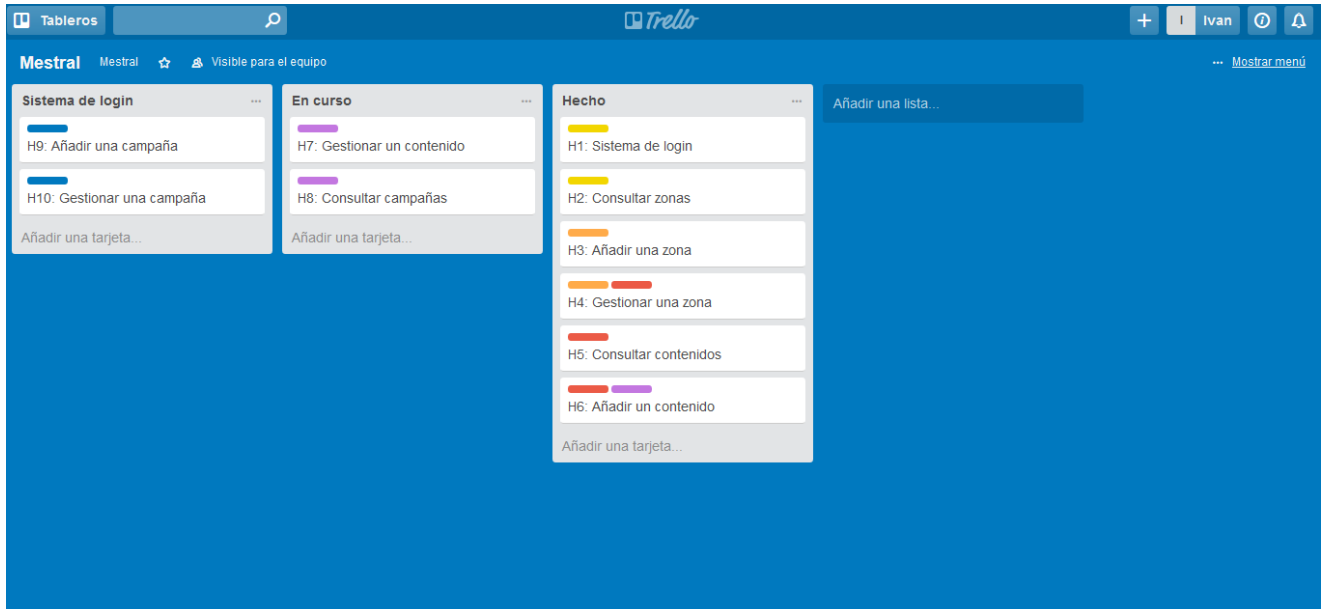 Tableros
Trello
+ I Ivan
Mestral Mestral Visible para el equipo
... Mostrar menú
Sistema de login ...
H9: Añadir una campaña
H10: Gestionar una campaña
Añadir una tarjeta...
En curso ...
H7: Gestionar un contenido
H8: Consultar campañas
Añadir una tarjeta...
Hecho ...
H1: Sistema de login
H2: Consultar zonas
H3: Añadir una zona
H4: Gestionar una zona
H5: Consultar contenidos
H6: Añadir un contenido
Añadir una tarjeta...
Añadir una lista...